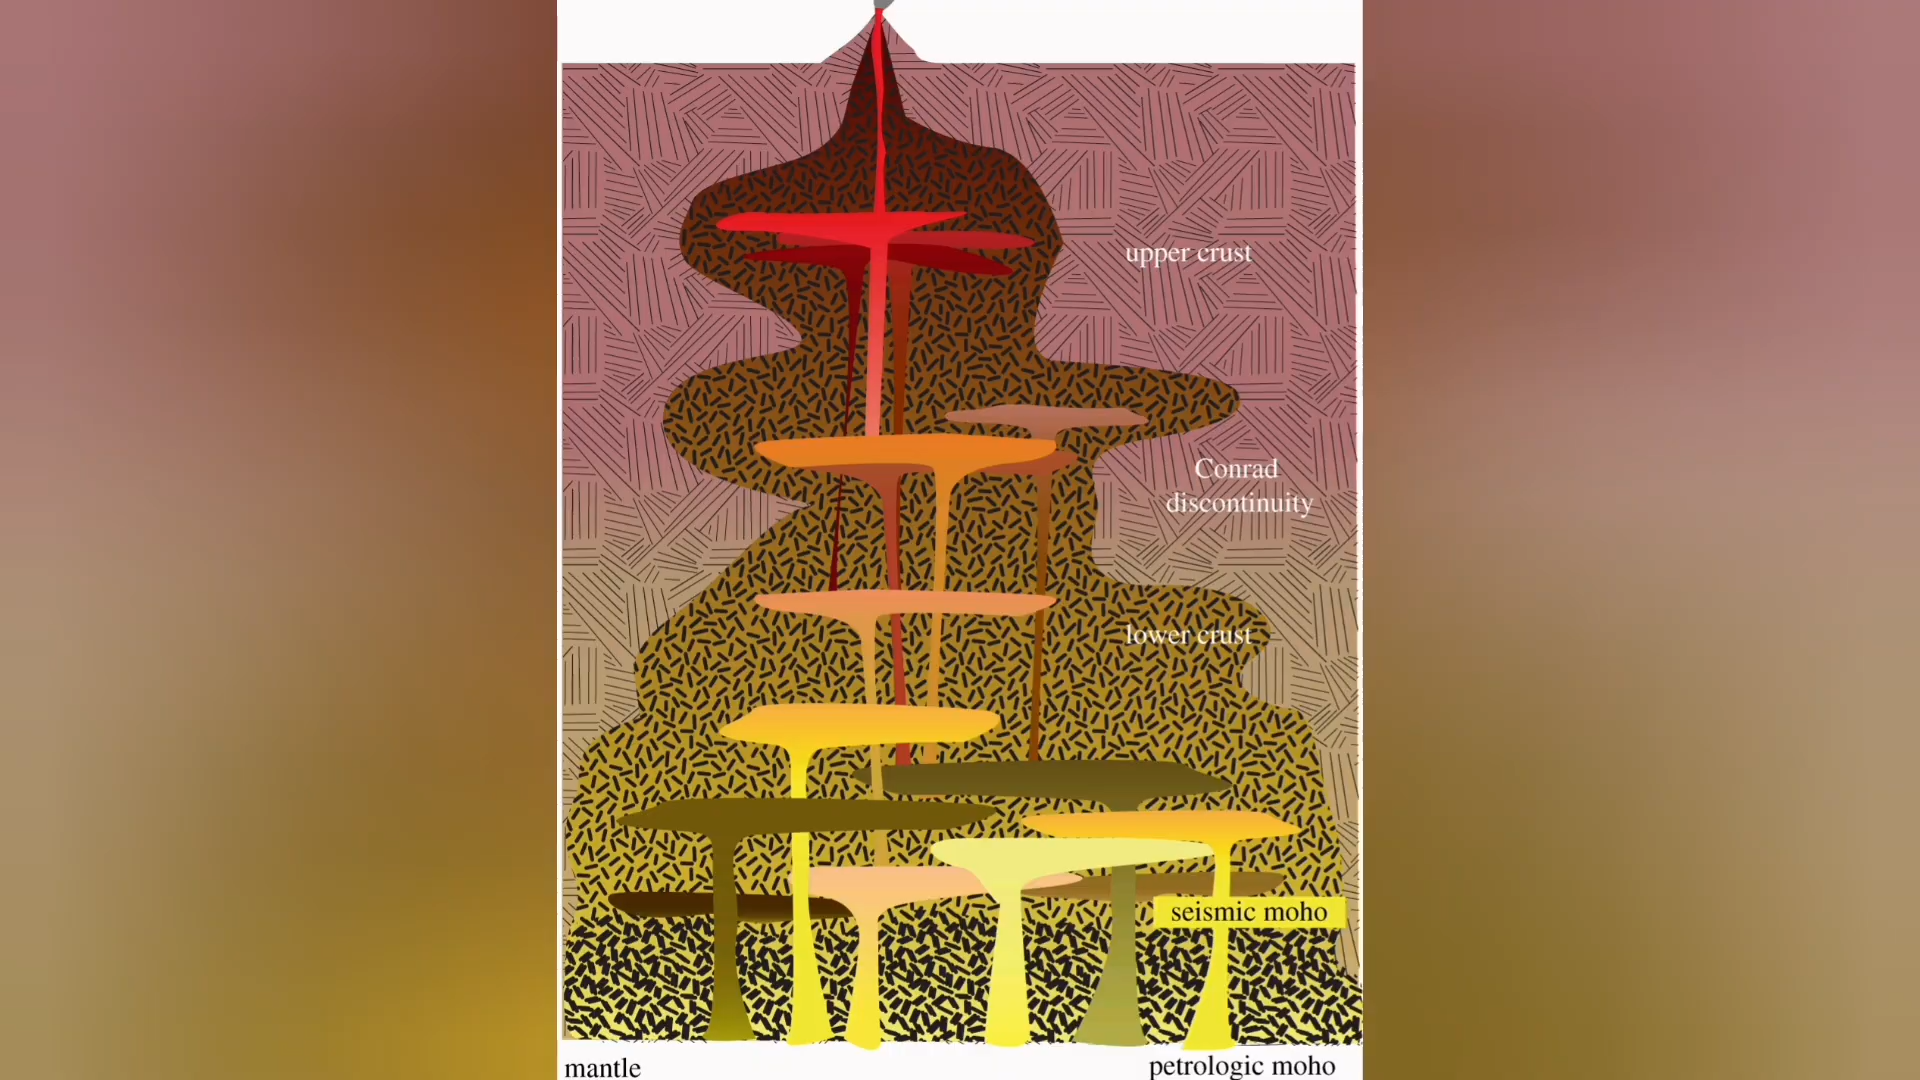 upper crust
Conrad
discontinuity
lower crust
seismic moho
mantle
petrologic moho